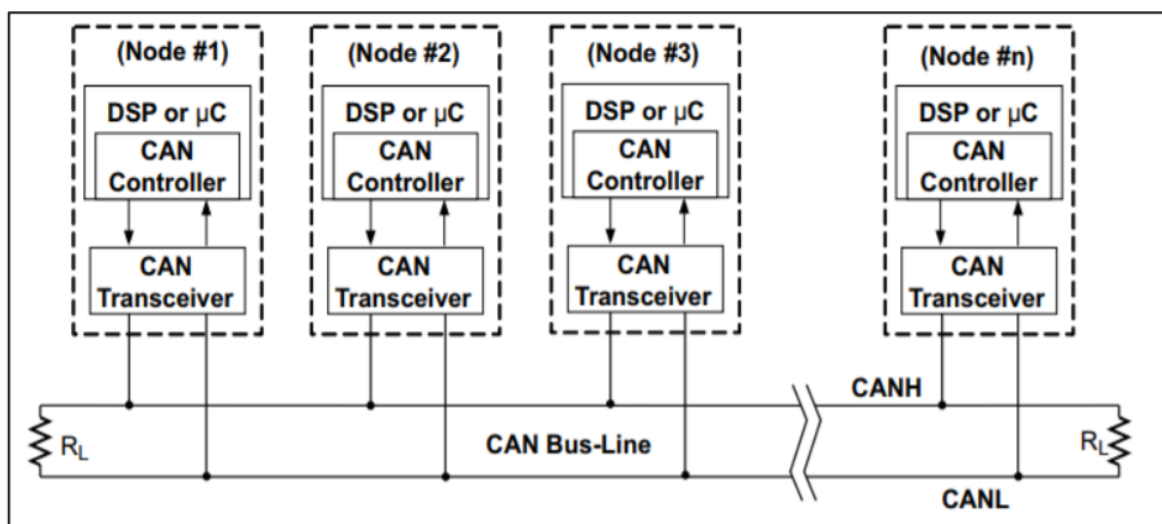 (Node #1)
DSP or µC
CAN
Controller
CAN
Transceiver
(Node #2)
DSP or µC
CAN
Controller
CAN
Transceiver
(Node #3)
DSP or µC
CAN
Controller
CAN
Transceiver
(Node #n)
DSP or µC
CAN
Controller
CAN
Transceiver
CANH
RL
CAN Bus-Line
RL
CANL